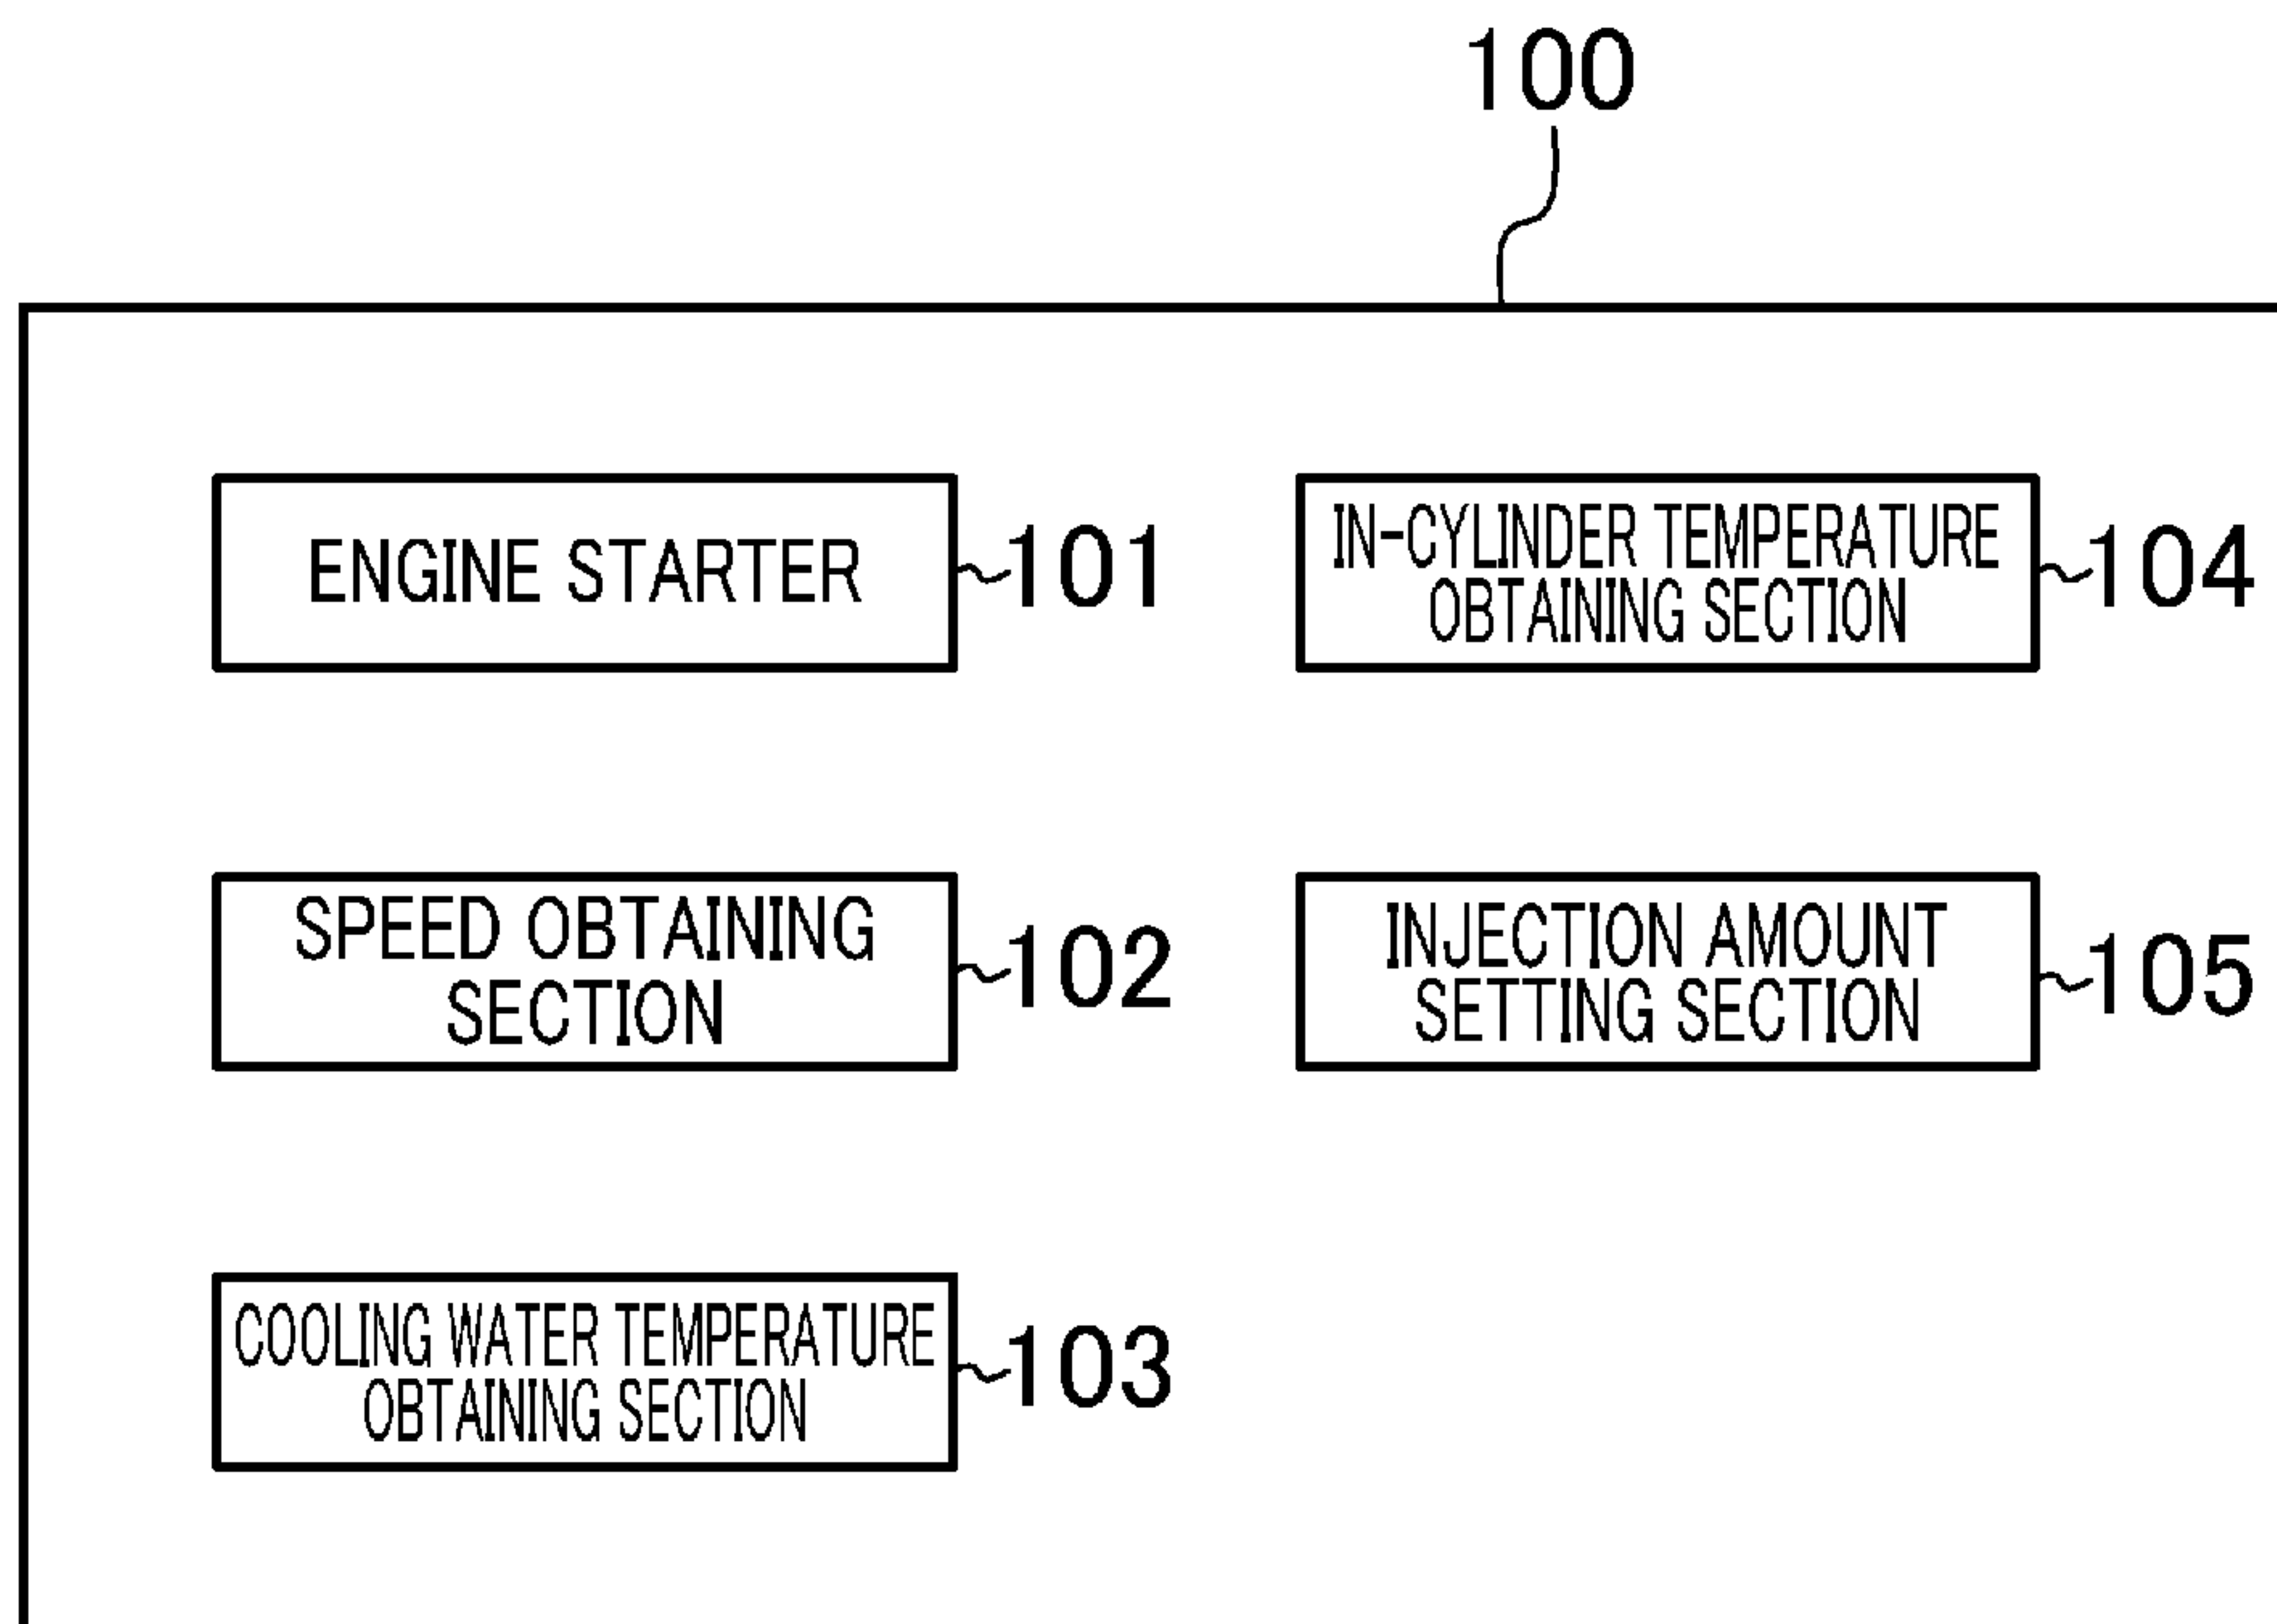 100
ENGINE STARTER
101
SPEED OBTAINING
SECTION
102
COOLING WATER TEMPERATURE
OBTAINING SECTION
103
IN-CYLINDER TEMPERATURE
OBTAINING SECTION
104
INJECTION AMOUNT
SETTING SECTION
105